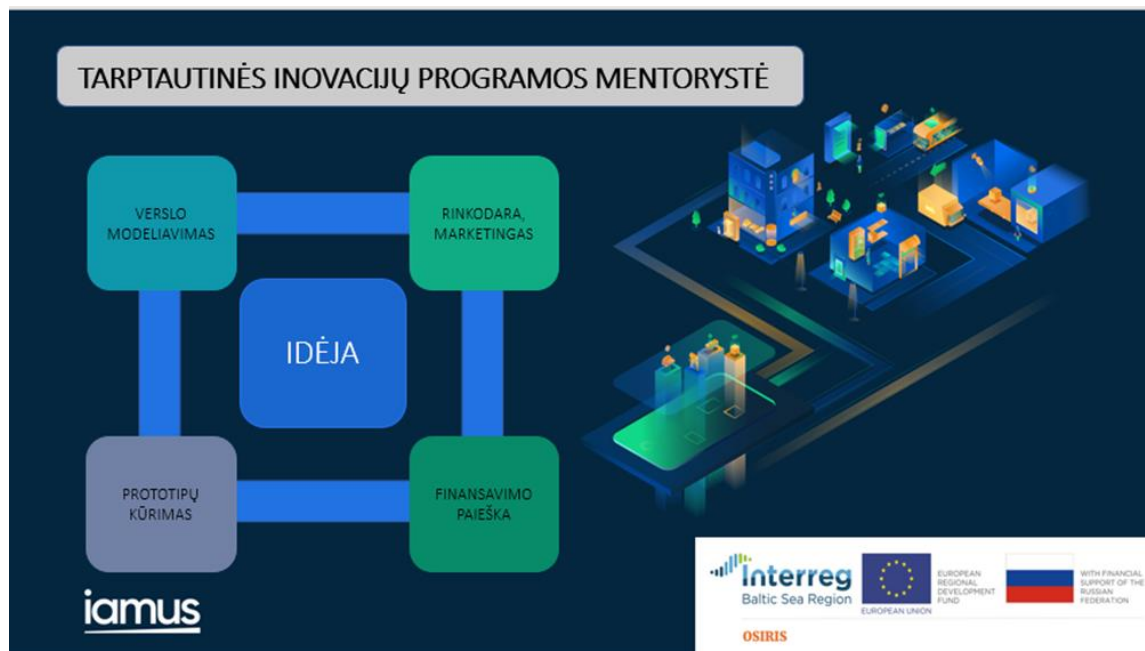 TARPTAUTINĖS INOVACIJŲ PROGRAMOS MENTORYSTĖ
VERSLO
MODELIAVIMAS
RINKODARA,
MARKETINGAS
IDĖJA
PROTOTIPŲ
KŪRIMAS
FINANSAVIMO
PAIEŠKA
iamus
Interreg
Baltic Sea Region
EUROPEAN UNION
EUROPEAN
REGIONAL
DEVELOPMENT
FUND
WITH FINANCIAL
SUPPORT OF THE
RUSSIAN
FEDERATION
OSIRIS